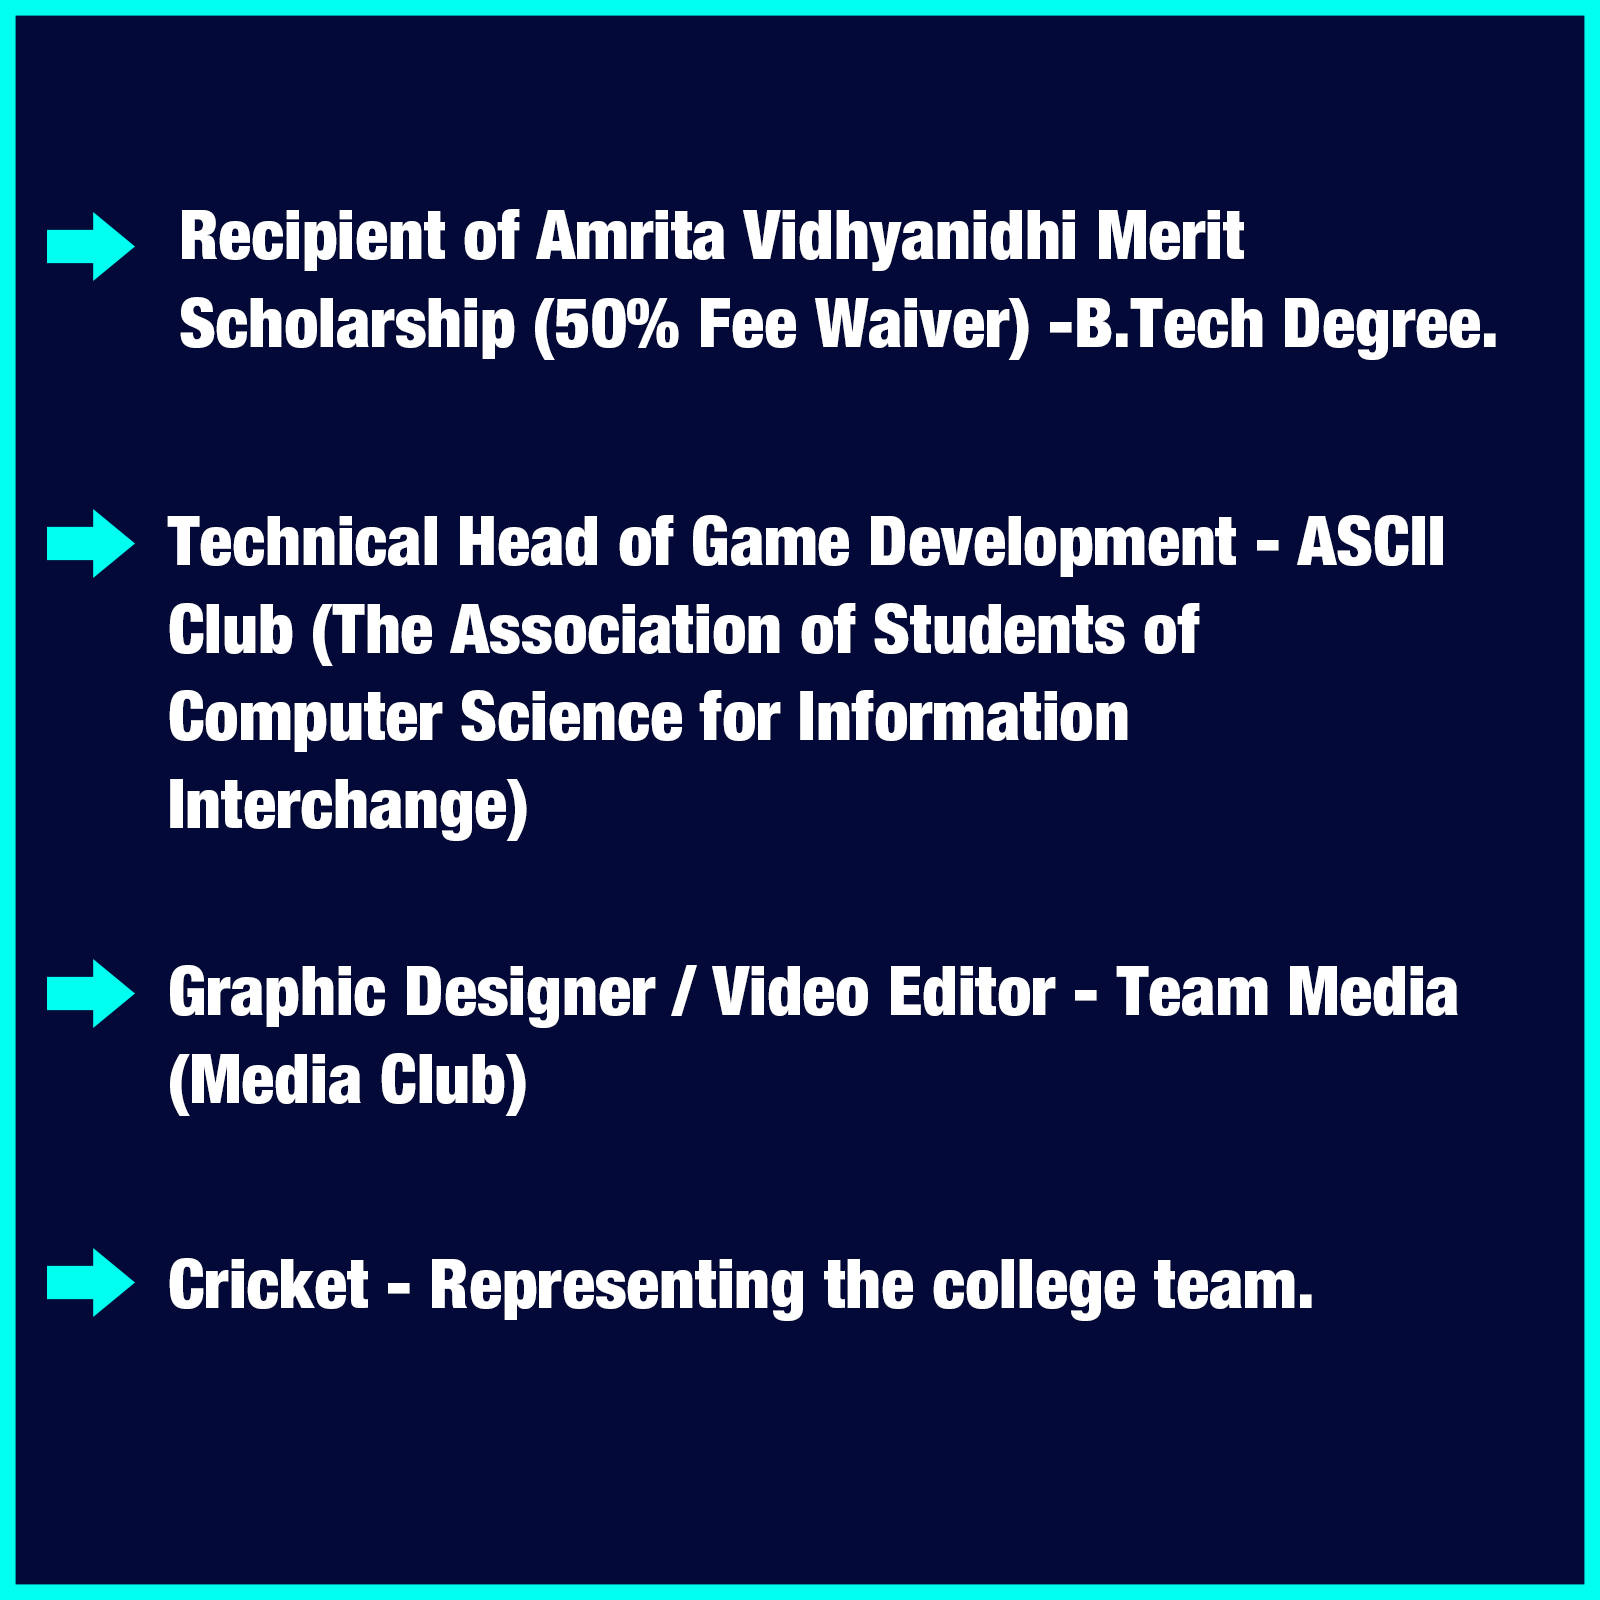 Recipient of Amrita Vidhyanidhi Merit
Scholarship (50% Fee Waiver) -B.Tech Degree.
Technical Head of Game Development - ASCII
Club (The Association of Students of
Computer Science for Information
Interchange)
Graphic Designer / Video Editor - Team Media
(Media Club)
Cricket - Representing the college team.